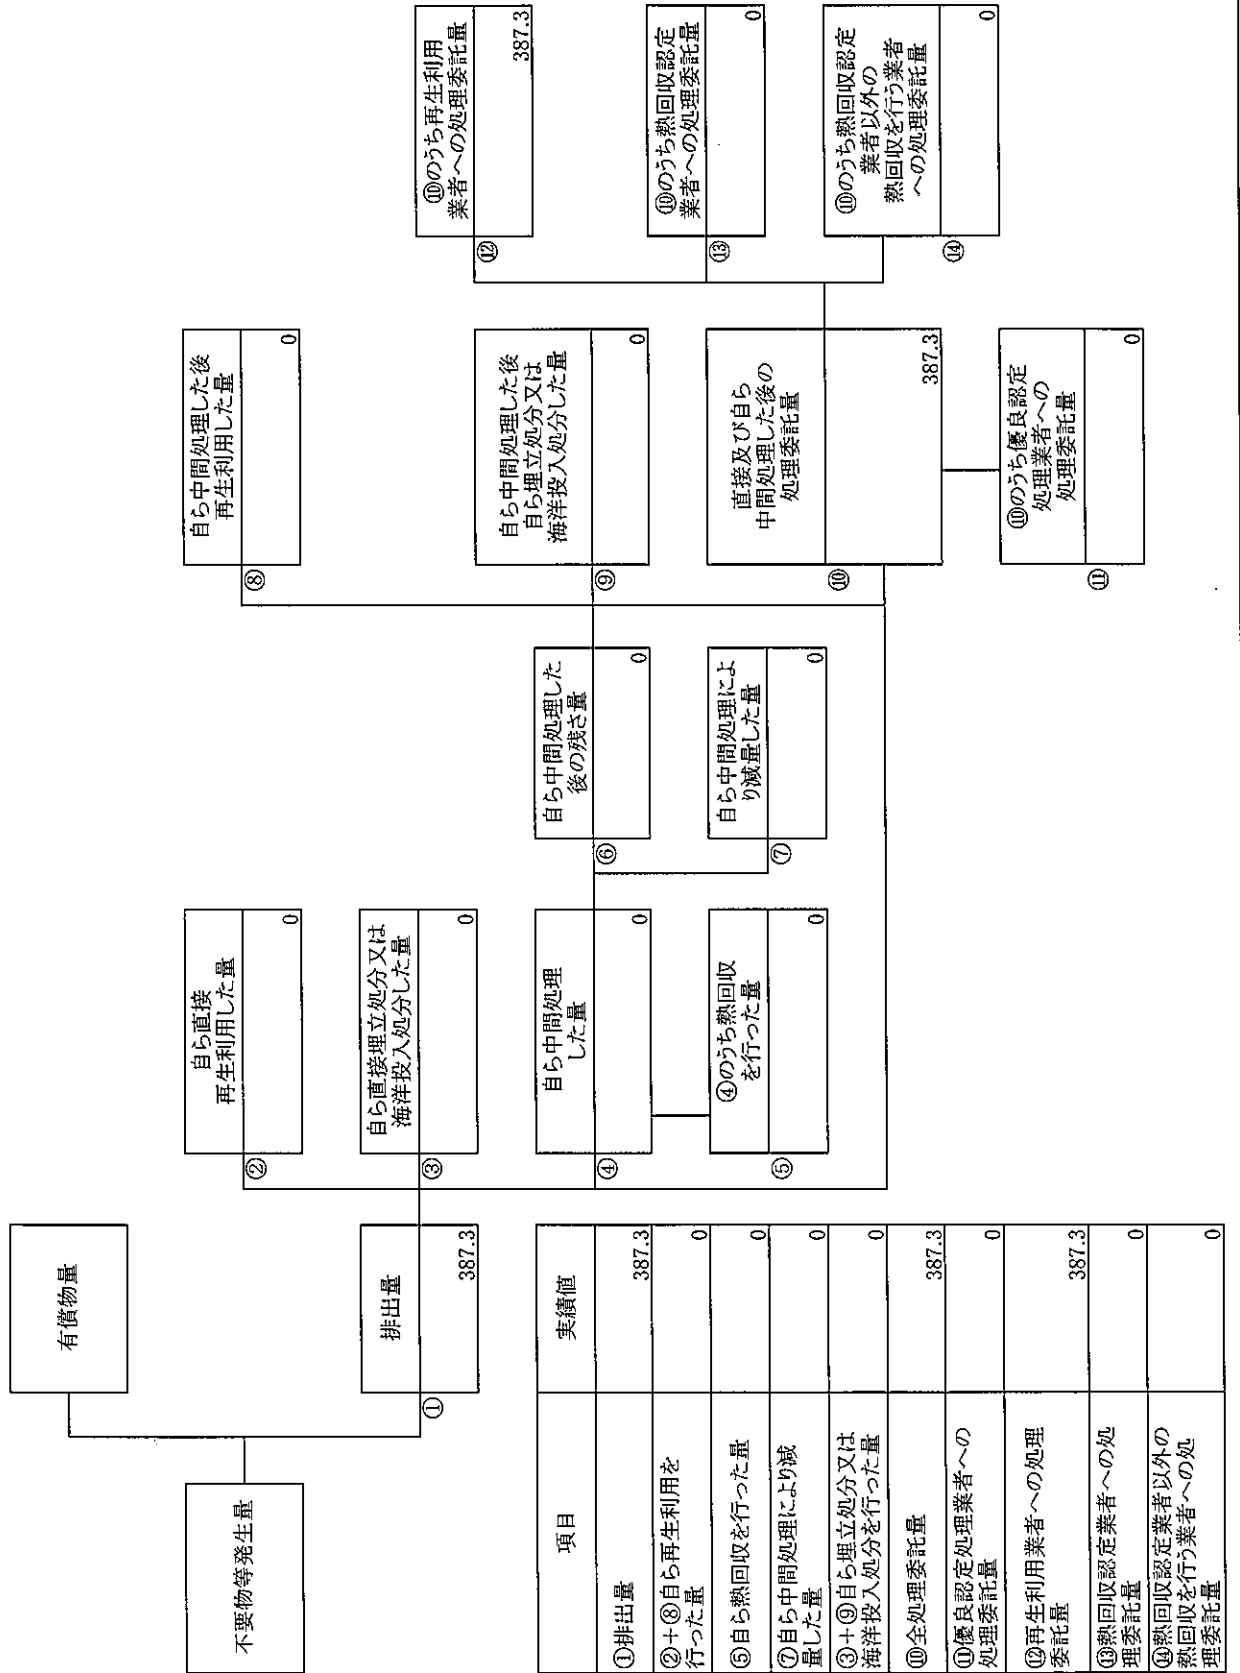 不要物等発生量
有償物量
排出量
① 387.3
自ら直接
再生利用した量
② 0
自ら直接埋立処分又は
海洋投入処分した量
③ 0
自ら中間処理
した量
④ 0
④のうち熱回収
を行った量
⑤ 0
自ら中間処理した
後の残さ量
⑥ 0
自ら中間処理によ
り減量した量
⑦ 0
自ら中間処理した後
再生利用した量
⑧ 0
自ら中間処理した後
自ら埋立処分又は
海洋投入処分した量
⑨ 0
直接及び自ら
中間処理した後の
処理委託量
⑩ 387.3
⑩のうち優良認定
処理業者への
処理委託量
⑪ 0
⑩のうち再生利用
業者への処理委託量
⑫ 387.3
⑩のうち熱回収認定
業者への処理委託量
⑬ 0
⑩のうち熱回収認定
業者以外の
熱回収を行う業者
への処理委託量
⑭ 0
項目 実績値
①排出量 387.3
②+⑧自ら再生利用を
行った量 0
⑤自ら熱回収を行った量 0
⑦自ら中間処理により減
量した量 0
③+⑨自ら埋立処分又は
海洋投入処分を行った量 0
⑩全処理委託量 387.3
⑪優良認定処理業者への
処理委託量 0
⑫再生利用業者への処理
委託量 387.3
⑬熱回収認定業者への処
理委託量 0
⑭熱回収認定業者以外の
熱回収を行う業者への処
理委託量 0